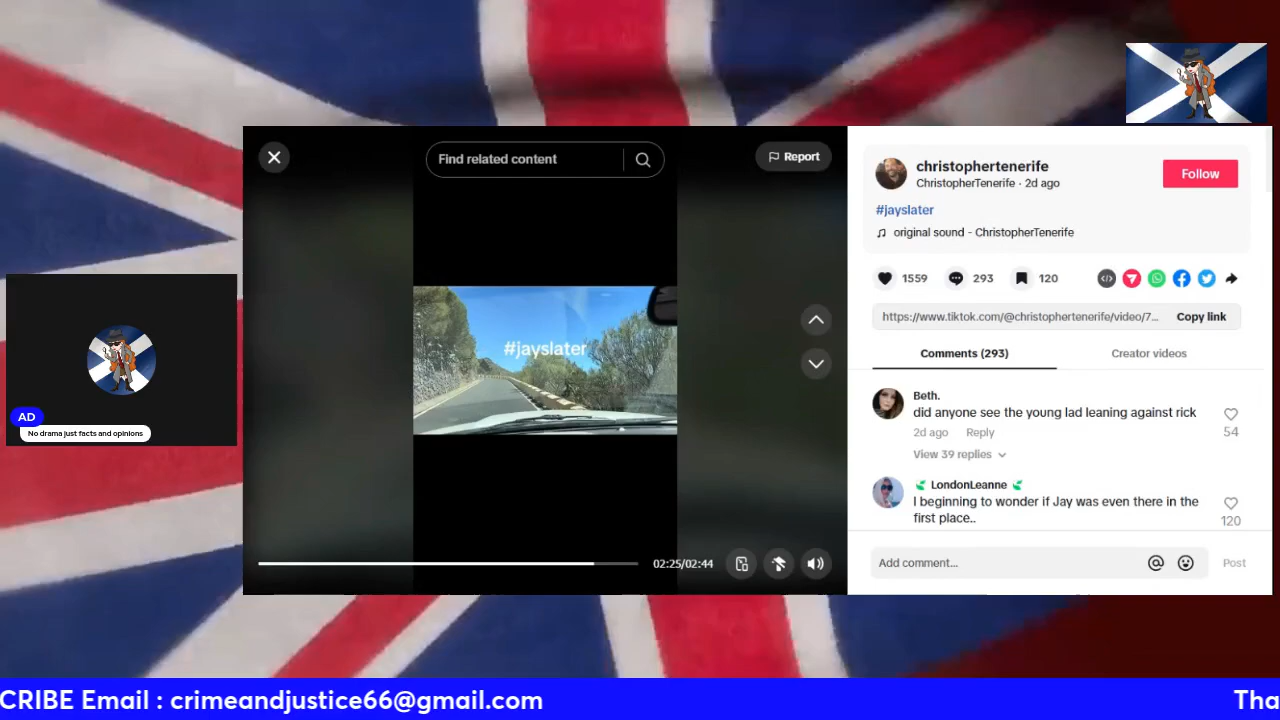 Find related content
Report
#jayslater
02:25/02:44
christophertenerife
ChristopherTenerife · 2d ago
Follow
#jayslater
original sound - ChristopherTenerife
1559
293
120
https://www.tiktok.com/@christophertenerife/video/7...
Copy link
Comments (293)
Creator videos
Beth.
did anyone see the young lad leaning against rick
54
2d ago
Reply
View 39 replies
LondonLeanne
I beginning to wonder if Jay was even there in the
first place..
120
Add comment...
Post
AD
No drama just facts and opinions
CRIBE Email : crimeandjustice66@gmail.com
Tha